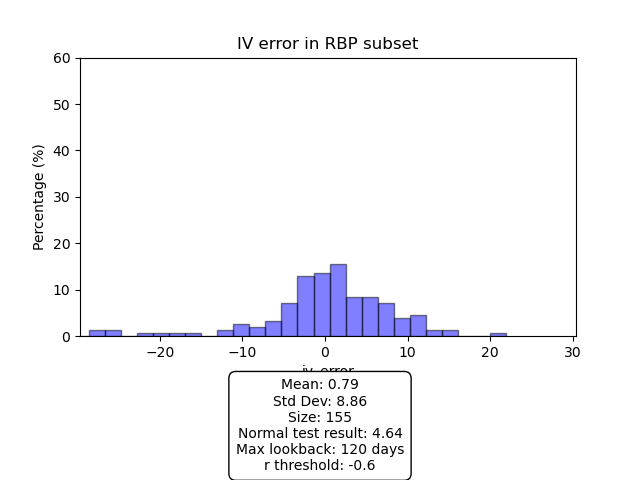 IV error in RBP subset
60
50
40
30
20
10
0
Percentage (%)
−20
−10
0
10
20
30
iv_error
Mean: 0.79
Std Dev: 8.86
Size: 155
Normal test result: 4.64
Max lookback: 120 days
r threshold: -0.6